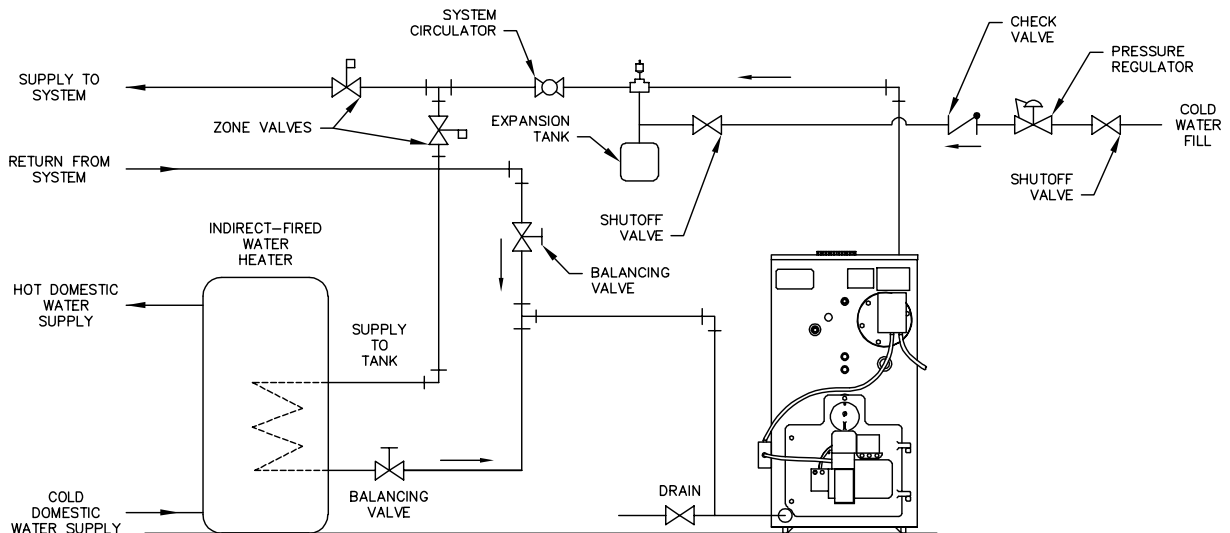 SYSTEM
CIRCULATOR
CHECK
VALVE
PRESSURE
REGULATOR
SUPPLY TO
SYSTEM
ZONE VALVES
EXPANSION
TANK
COLD
WATER
FILL
RETURN FROM
SYSTEM
SHUTOFF
VALVE
SHUTOFF
VALVE
INDIRECT-FIRED
WATER
HEATER
BALANCING
VALVE
HOT DOMESTIC
WATER
SUPPLY
SUPPLY
TO
TANK
BALANCING
VALVE
DRAIN
COLD
DOMESTIC
WATER SUPPLY